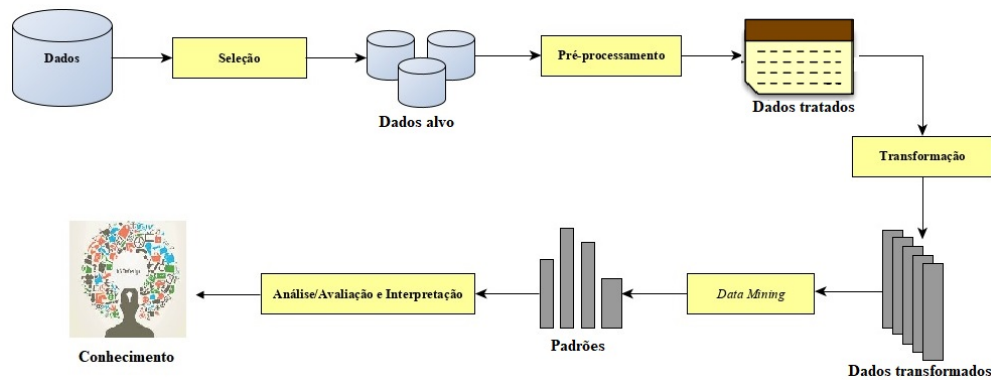 Dados
Seleção
Dados alvo
Pré-processamento
Dados tratados
Transformação
Dados transformados
Data Mining
Padrões
Análise/Avaliação e Interpretação
Conhecimento